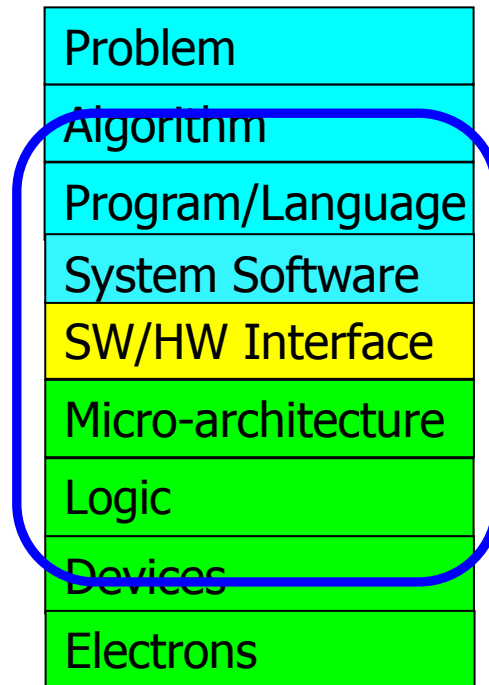 Problem
Algorithm
Program/Language
System Software
SW/HW Interface
Micro-architecture
Logic
Devices
Electrons